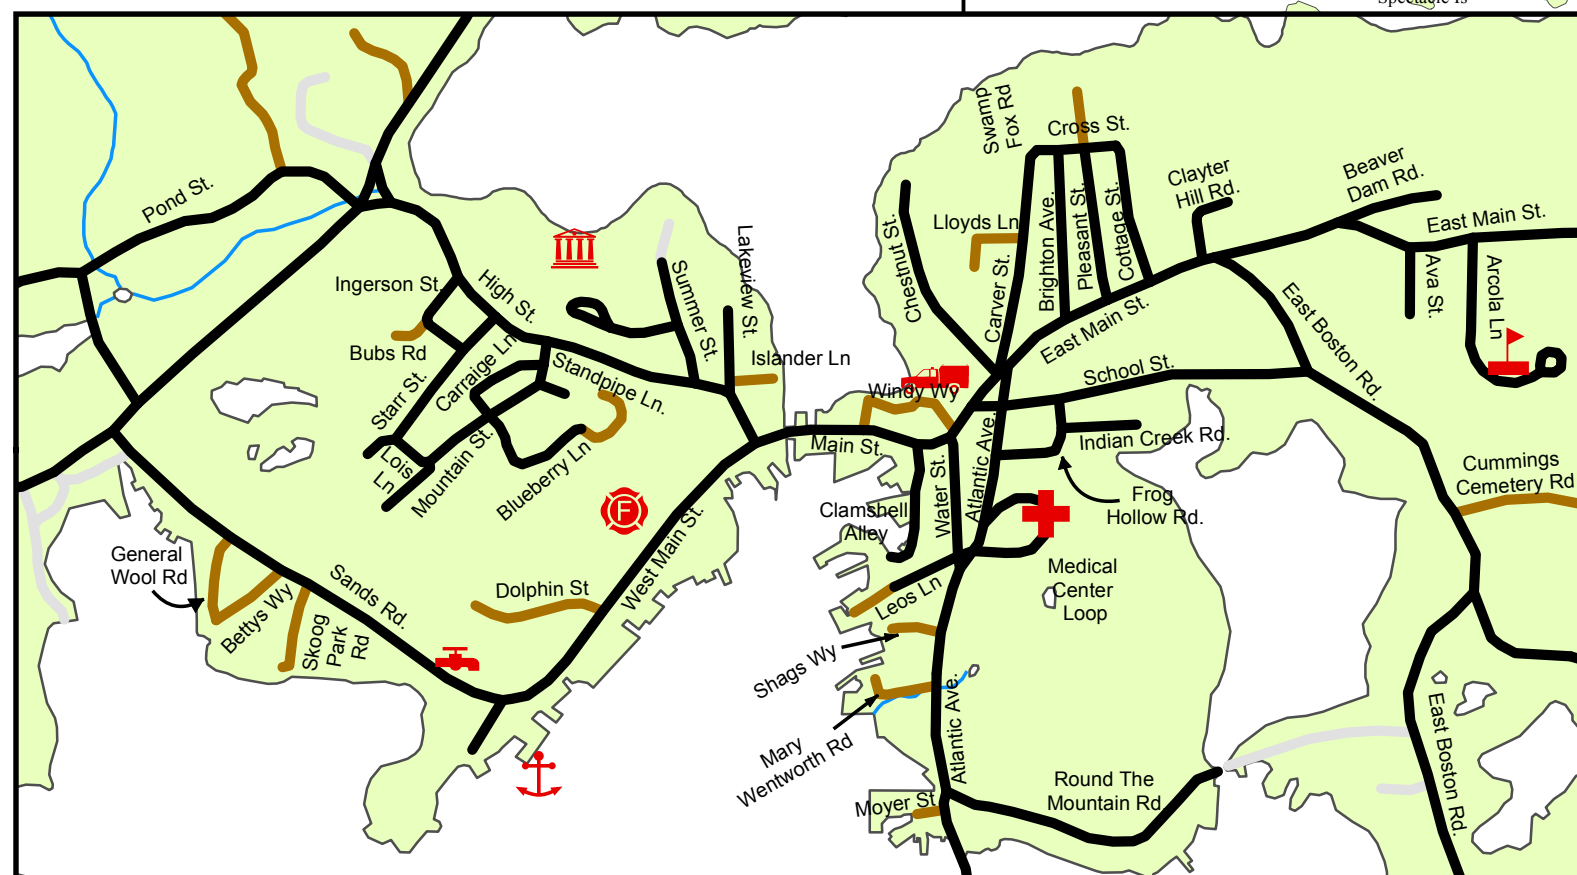 Spectacle Is
Swamp
Fox Rd
Cross St.
Pond St.
Clayter
Hill Rd.
Beaver
Dam Rd.
East Main St.
Lloyds Ln
Chestnut St.
Carver St.
Brighton Ave.
Pleasant St.
Cottage St.
Ingerson St.
High St.
Summer St.
Lakeview St.
East Main St.
East Boston Rd.
Ava St.
Arcola Ln
Bubs Rd
Carraige Ln
Standpipe Ln.
Islander Ln
Starr St.
Windy Wy
School St.
Main St.
Indian Creek Rd.
Lois
Ln
Mountain St.
Blueberry Ln
F
Water St.
Atlantic Ave.
Clamshell
Alley
Frog
Hollow Rd.
Cummings
Cemetery Rd
General
Wool Rd
Bettys Wy
Skoog
Park
Rd
Sands Rd.
Dolphin St
West Main St.
Leos Ln
Medical
Center
Loop
Shags Wy
Mary
Wentworth Rd
Atlantic Ave.
Moyer St
Round The
Mountain Rd
East Boston Rd.